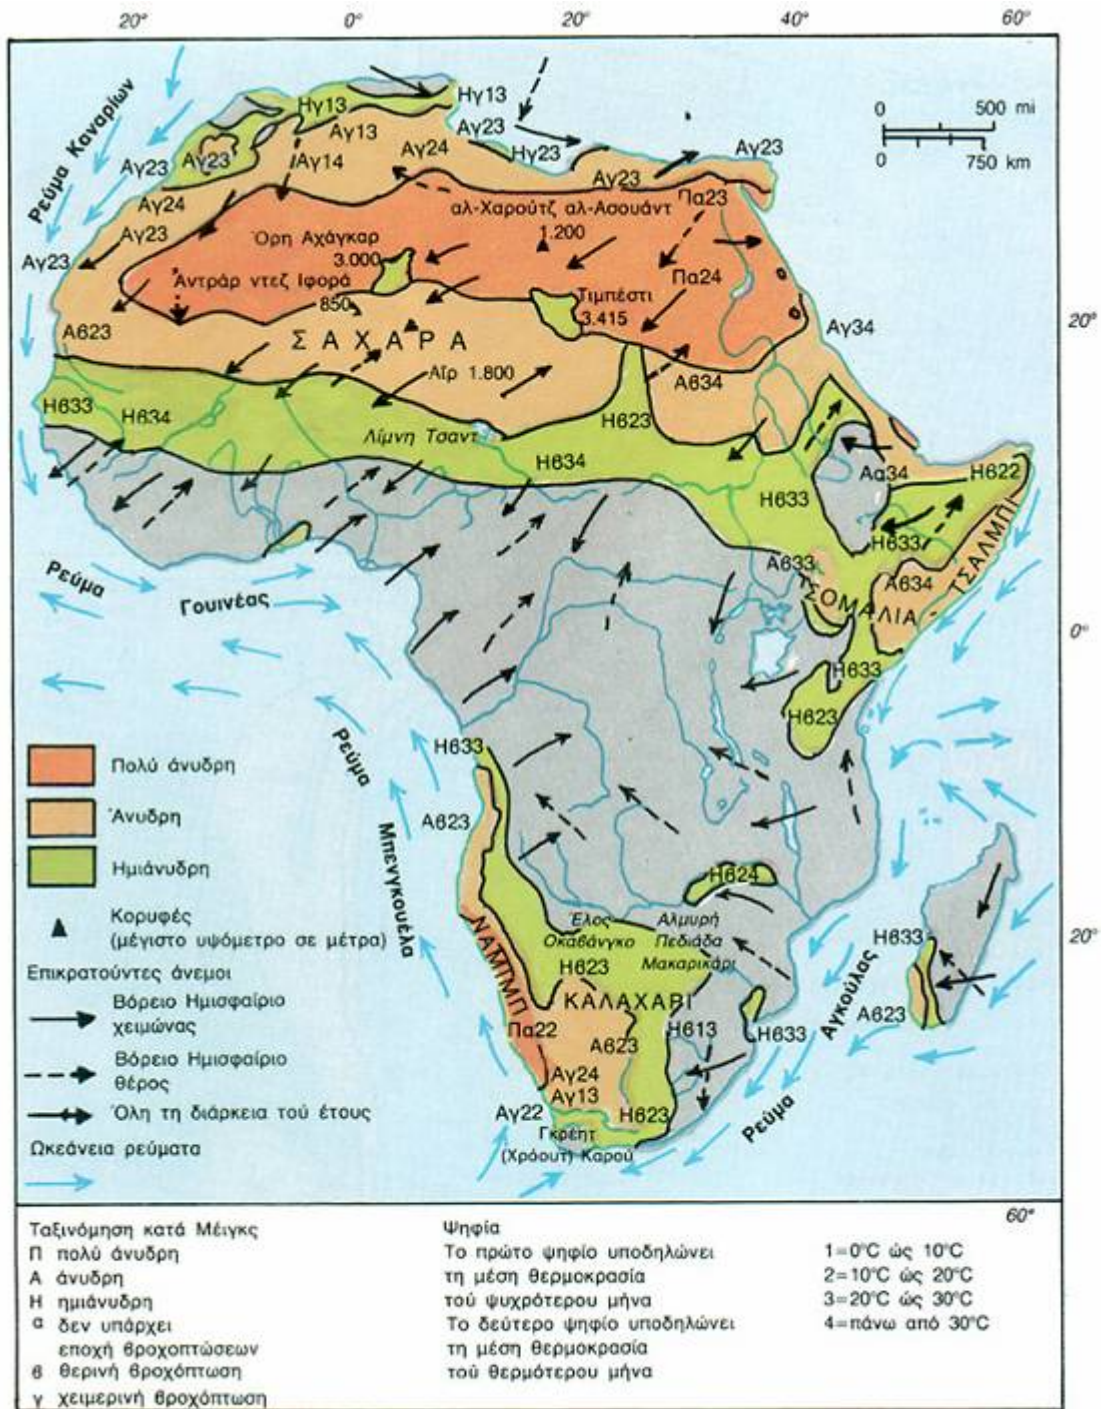 20°
0°
20°
40°
60°
Ρεύμα Καναρίων
0 500 mi
0 750 km
Ηγ13
Ηγ13
Αγ23
Αγ13
Αγ23
Αγ23
Αγ14
Αγ24
Ηγ23
Αγ23
Αγ23
Αγ24
Πα23
αλ-Χαρούτζ αλ-Ασουάντ
1.200
Αγ23
Όρη Αχάγκαρ
3.000
Αγ23
Αντράρ ντεζ Ιφορά
850
Πα24
Τιμπέστι
3.415
20°
Αγ34
Αβ23
ΣΑΧΑΡΑ
Αΐρ 1.800
Αβ34
Ηβ33
Ηβ34
Ηβ23
Λίμνη Τσαντ
Ηβ34
Αα34
Ηβ22
Ηβ33
Ηβ33
ΤΣΑΛΜΠΙ
Αβ33
Αβ34
Ρεύμα
Γουινέας
ΣΟΜΑΛΙΑ
0°
Ηβ33
Ηβ23
Ρεύμα
Μπενγκουέλα
Ηβ33
Αβ23
Πολύ άνυδρη
Άνυδρη
Ημιάνυδρη
Κορυφές
(μέγιστο υψόμετρο σε μέτρα)
Επικρατούντες άνεμοι
Βόρειο Ημισφαίριο
χειμώνας
Βόρειο Ημισφαίριο
θέρος
Όλη τη διάρκεια τού έτους
Ωκεάνεια ρεύματα
Ηβ24
Έλος
Οκαβάνγκο
Αλμυρή
Πεδιάδα
Μακαρικάρι
Ηβ33
20°
ΝΑΜΙΜΠ
Ηβ23
ΚΑΛΑΧΑΡΙ
Πα22
Ηβ13
Ηβ33
Αβ23
Αβ23
Αγκούλας
Ρεύμα
Αγ24
Αγ13
Αγ22
Ηβ23
Γκρέητ
(Χρόουτ) Καρού
60°
Ταξινόμηση κατά Μέιγκς
Π πολύ άνυδρη
Α άνυδρη
Η ημιάνυδρη
α δεν υπάρχει
εποχή βροχοπτώσεων
β θερινή βροχόπτωση
γ χειμερινή βροχόπτωση
Ψηφία
Το πρώτο ψηφίο υποδηλώνει
τη μέση θερμοκρασία
τού ψυχρότερου μήνα
Το δεύτερο ψηφίο υποδηλώνει
τη μέση θερμοκρασία
τού θερμότερου μήνα
1=0°C ώς 10°C
2=10°C ώς 20°C
3=20°C ώς 30°C
4=πάνω από 30°C